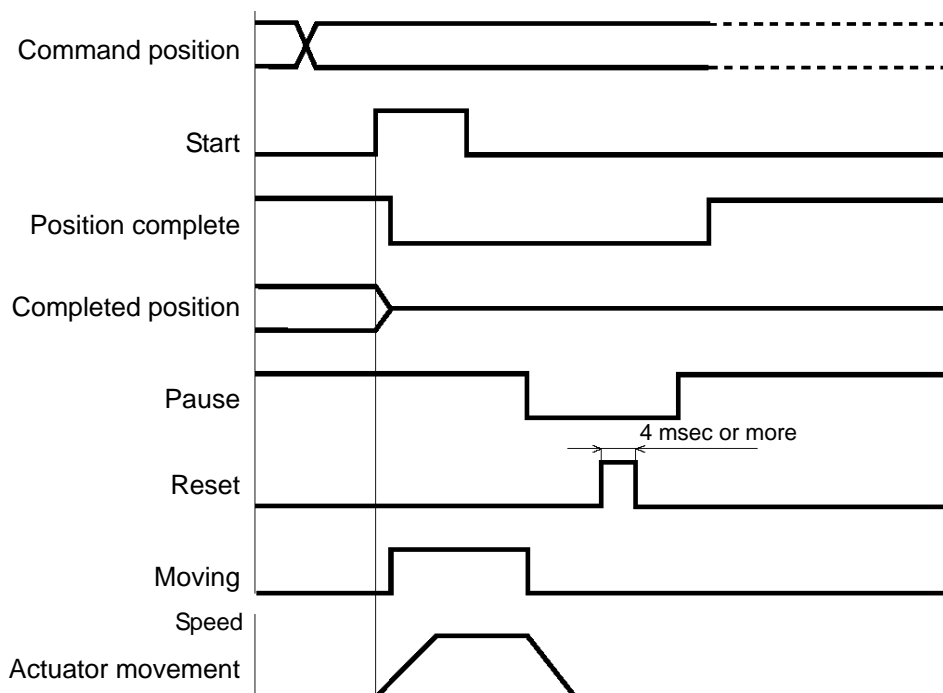 Command position
Start
Position complete
Completed position
Pause
4 msec or more
Reset
Moving
Speed
Actuator movement